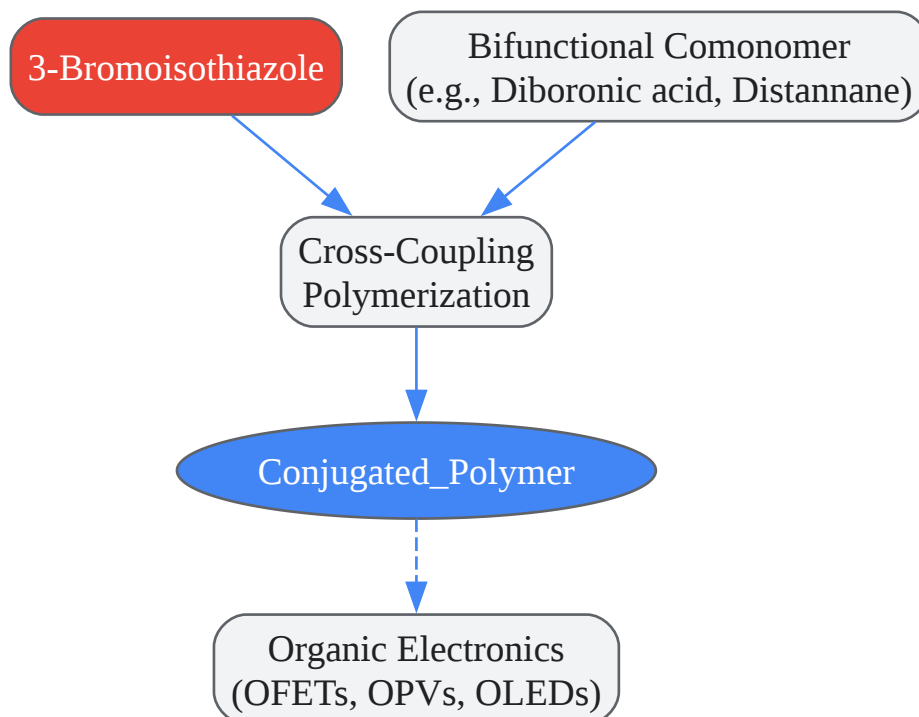 3-Bromoisothiazole
Bifunctional Comonomer
(e.g., Diboronic acid, Distannane)
Cross-Coupling
Polymerization
Conjugated_Polymer
Organic Electronics
(OFETs, OPVs, OLEDs)